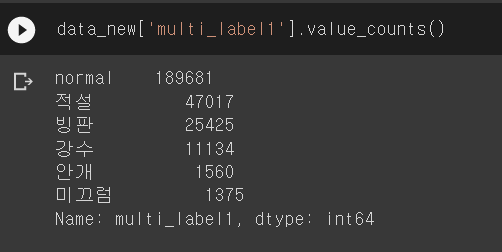 data_new['multi_label1'].value_counts()
normal 189681
적설 47017
빙판 25425
강수 11134
안개 1560
미끄럼 1375
Name: multi_label1, dtype: int64